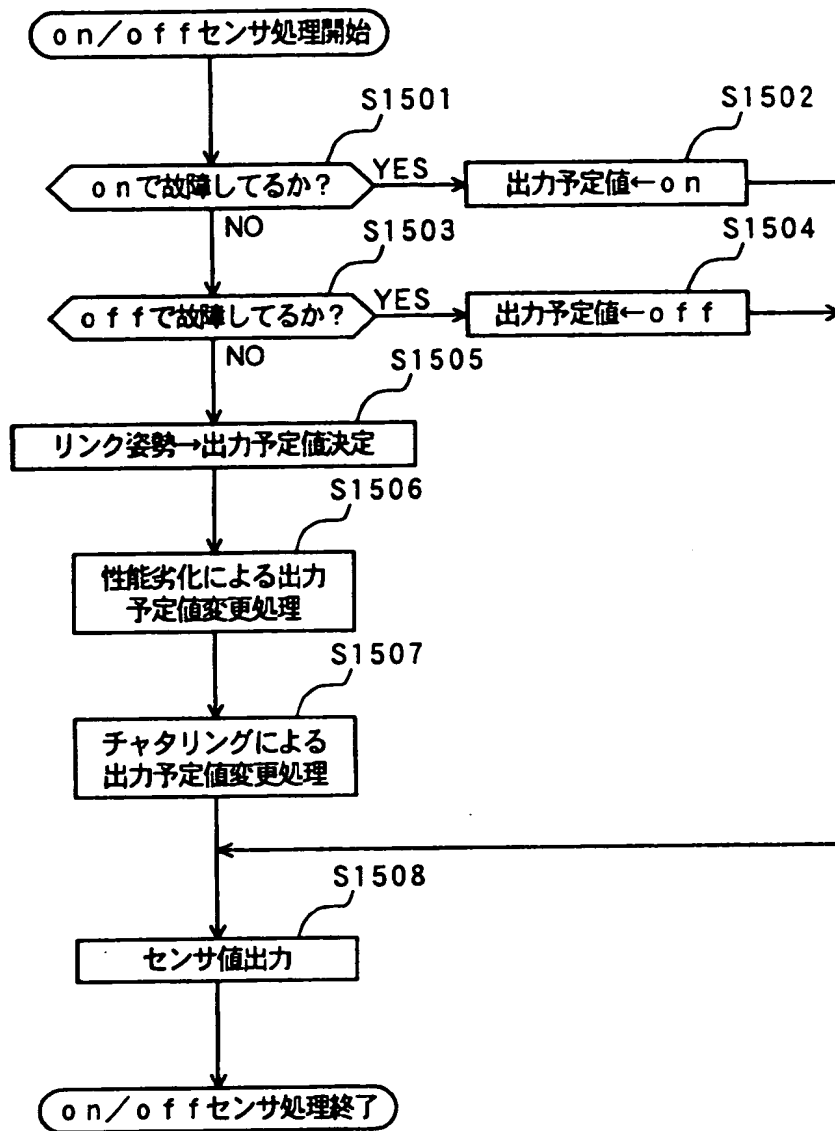 on/offセンサ処理開始
S1501
S1502
onで故障してるか?
YES
出力予定値←on
NO
S1503
S1504
offで故障してるか?
YES
出力予定値←off
NO
S1505
リンク姿勢→出力予定値決定
S1506
性能劣化による出力
予定値変更処理
S1507
チャタリングによる
出力予定値変更処理
S1508
センサ値出力
on/offセンサ処理終了